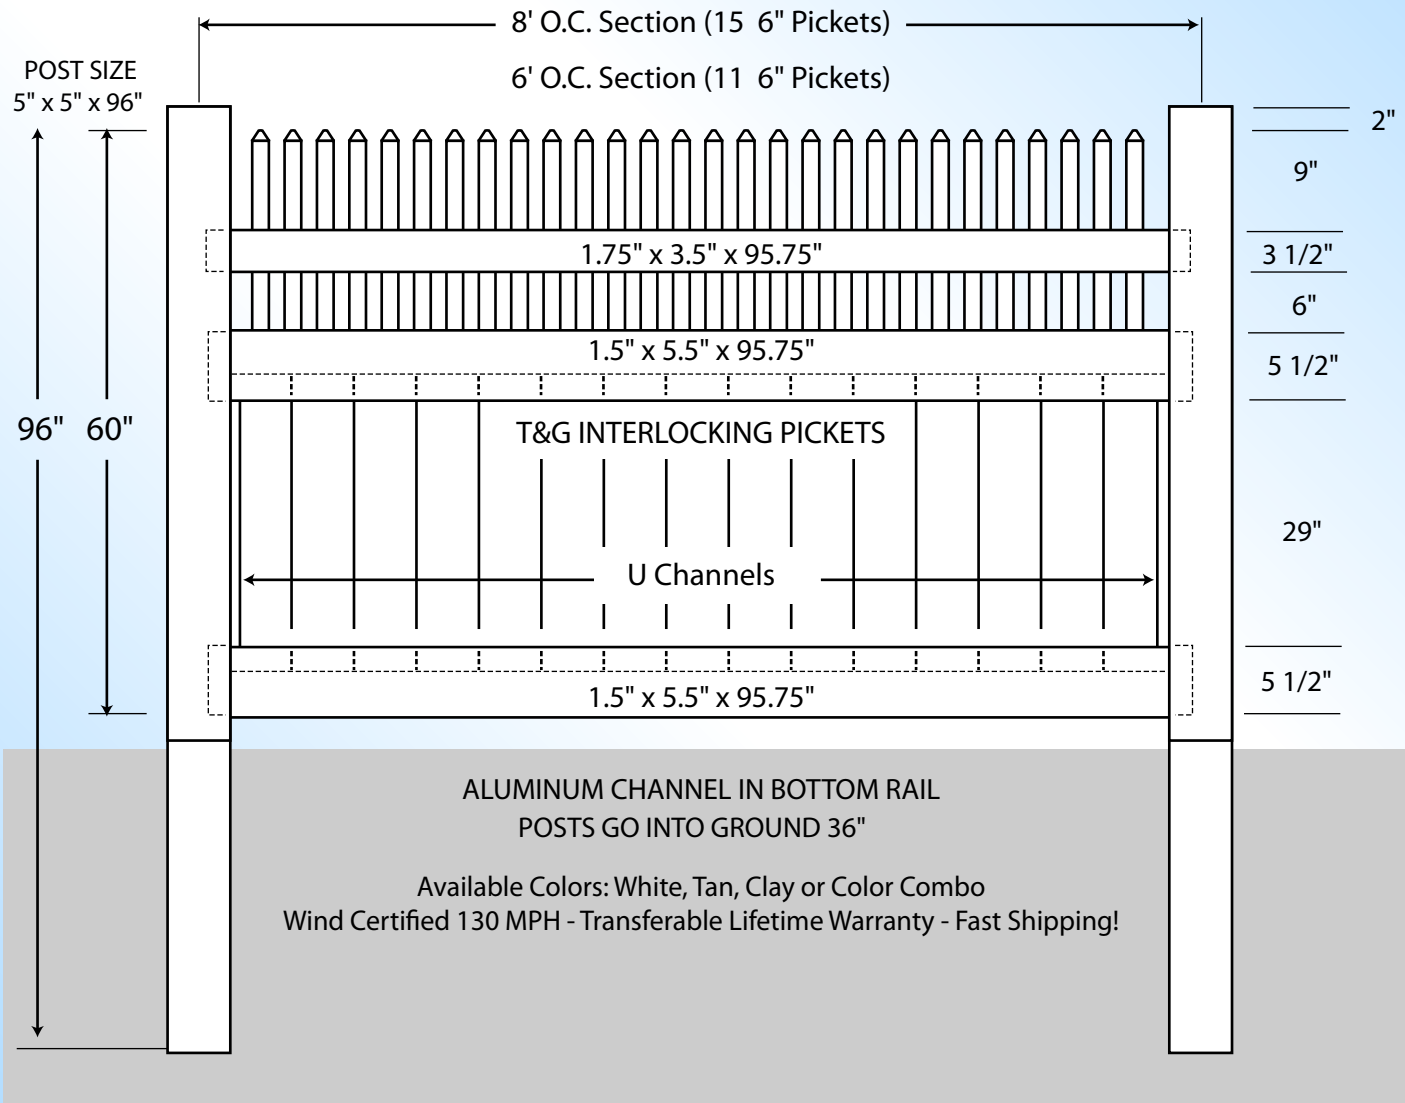 8' O.C. Section (15  6" Pickets)
6' O.C. Section (11  6" Pickets)
POST SIZE
5" x 5" x 96"
2"
9"
1.75" x 3.5" x 95.75"
3 1/2"
6"
1.5" x 5.5" x 95.75"
5 1/2"
96"
60"
T&G INTERLOCKING PICKETS
29"
U Channels
1.5" x 5.5" x 95.75"
5 1/2"
ALUMINUM CHANNEL IN BOTTOM RAIL
POSTS GO INTO GROUND 36"
Available Colors: White, Tan, Clay or Color Combo
Wind Certified 130 MPH - Transferable Lifetime Warranty - Fast Shipping!